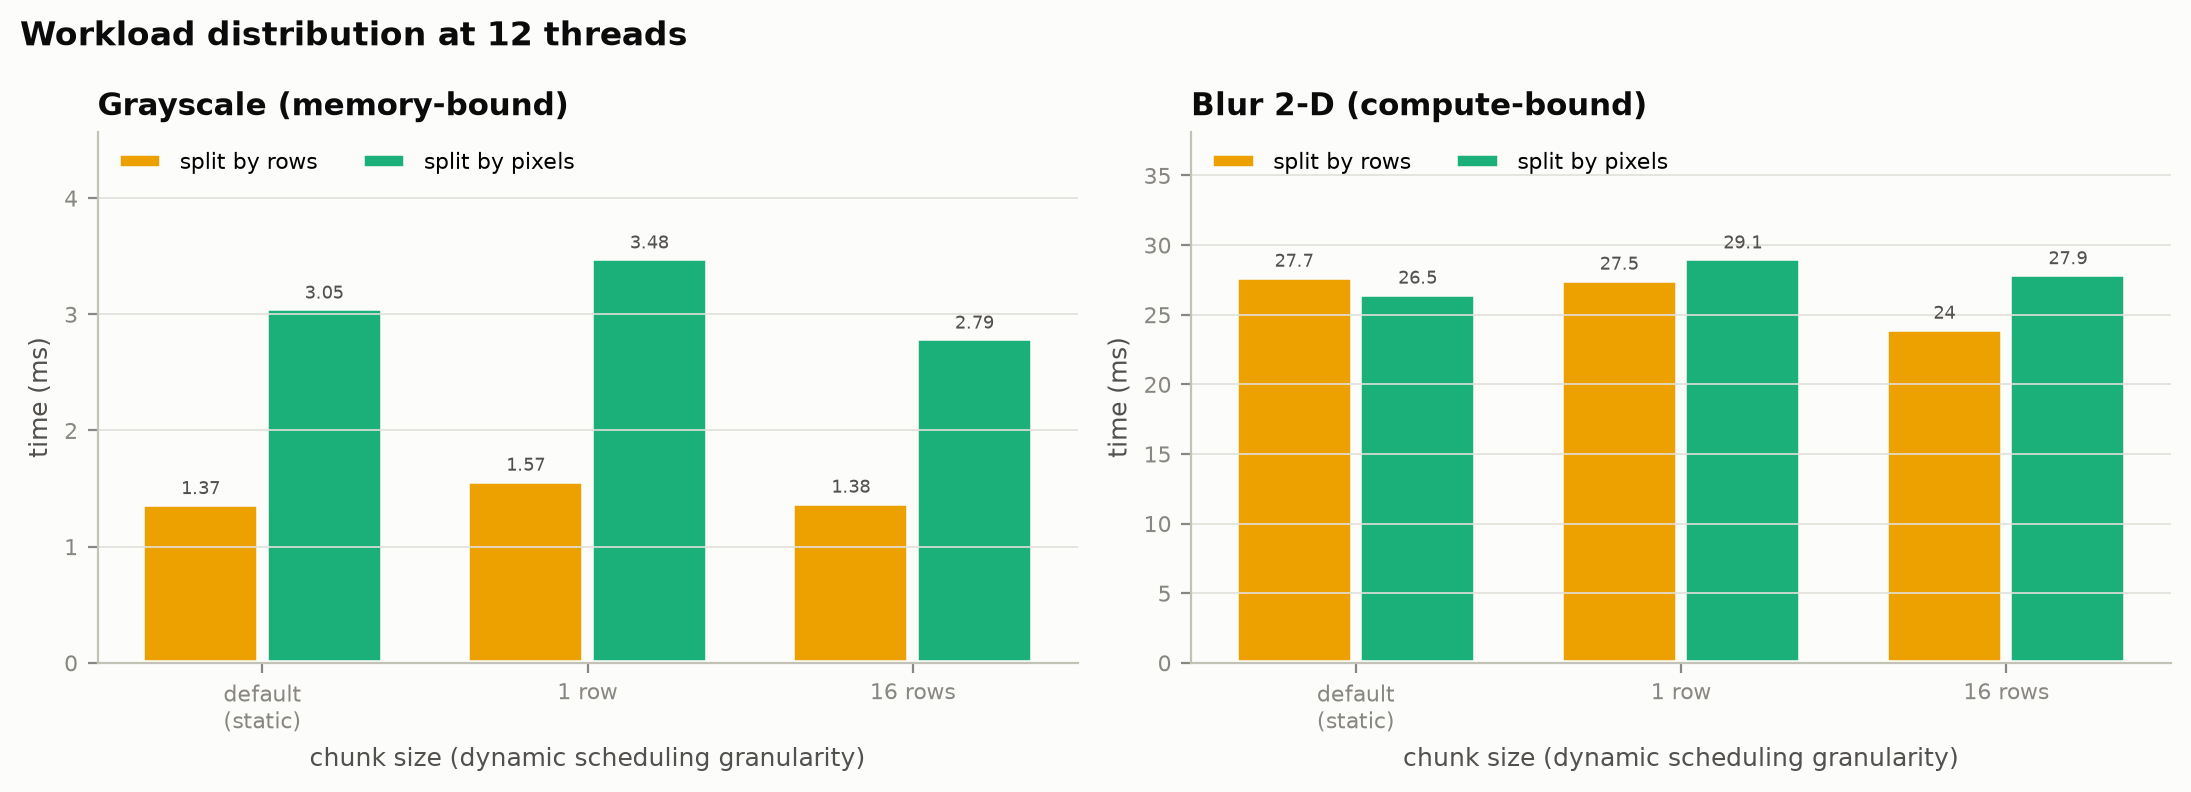 Workload distribution at 12 threads
Grayscale (memory-bound)
split by rows
split by pixels
4
3
2
1
0
time (ms)
1.37
3.05
1.57
3.48
1.38
2.79
default
(static)
1 row
16 rows
chunk size (dynamic scheduling granularity)
Blur 2-D (compute-bound)
split by rows
split by pixels
35
30
25
20
15
10
5
0
time (ms)
27.7
26.5
27.5
29.1
24
27.9
default
(static)
1 row
16 rows
chunk size (dynamic scheduling granularity)